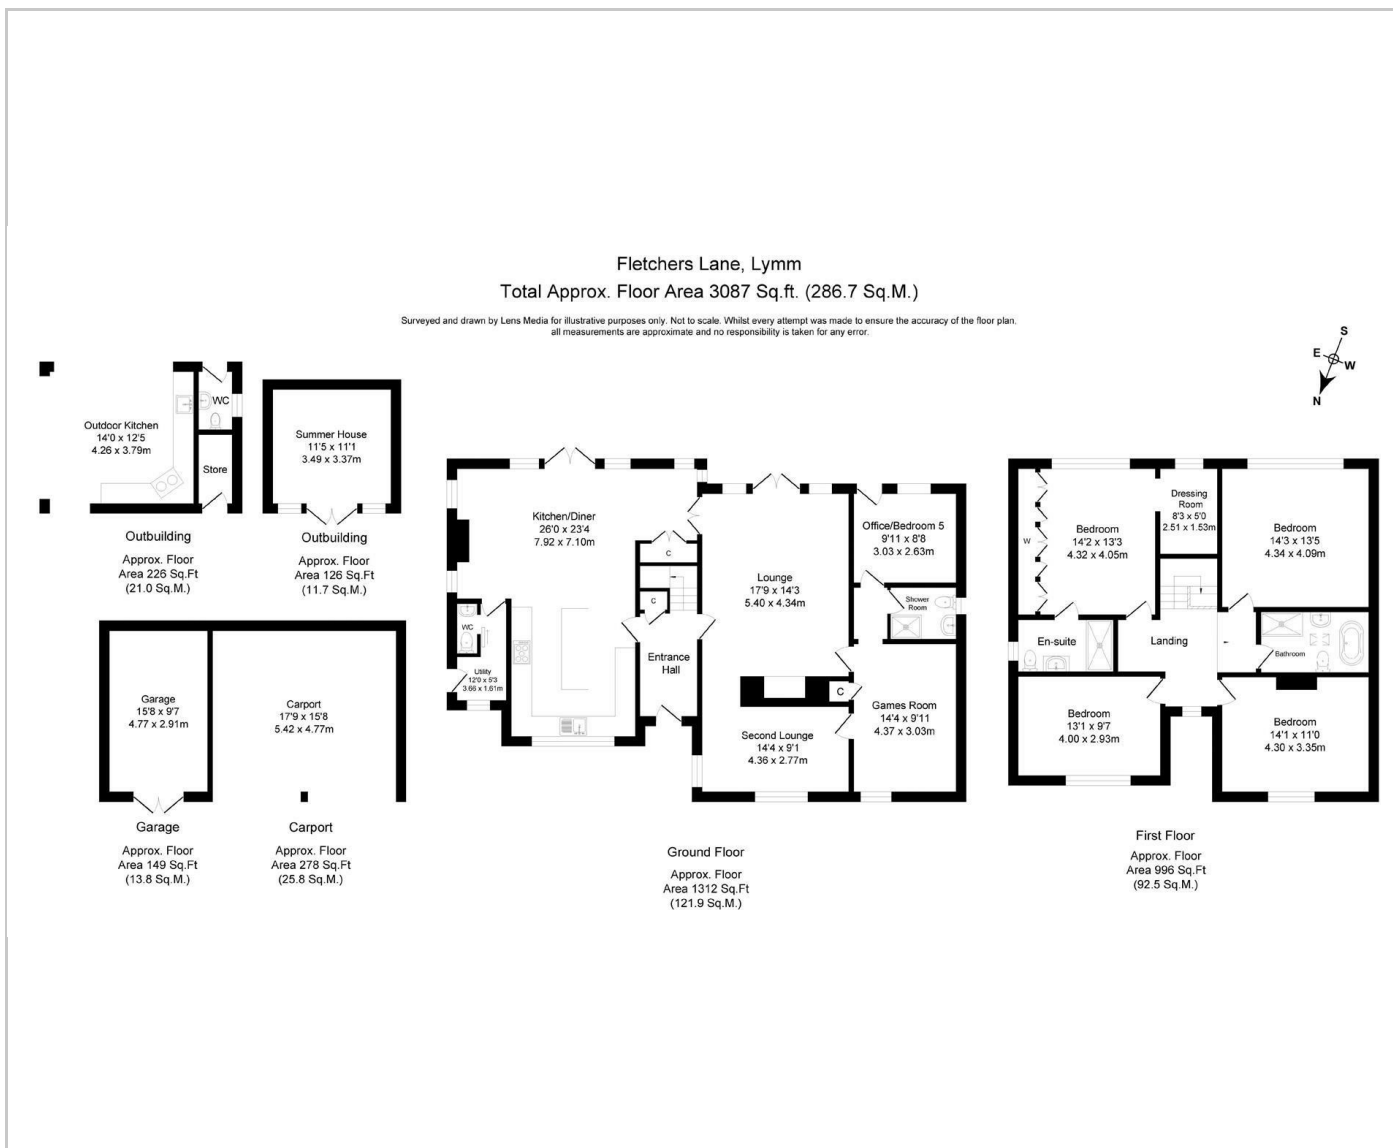 Fletchers Lane, Lymm
Total Approx. Floor Area 3087 Sq.ft. (286.7 Sq.M.)
Surveyed and drawn by Lens Media for illustrative purposes only. Not to scale. Whilst every attempt was made to ensure the accuracy of the floor plan.
all measurements are approximate and no responsibility is taken for any error.
S
E
W
N
Outdoor Kitchen
14'0 x 12'5
4.26 x 3.79m
WC
Store
Outbuilding
Approx. Floor
Area 226 Sq.Ft
(21.0 Sq.M.)
Summer House
11'5 x 11'1
3.49 x 3.37m
Outbuilding
Approx. Floor
Area 126 Sq.Ft
(11.7 Sq.M.)
Garage
15'8 x 9'7
4.77 x 2.91m
Garage
Approx. Floor
Area 149 Sq.Ft
(13.8 Sq.M.)
Carport
17'9 x 15'8
5.42 x 4.77m
Carport
Approx. Floor
Area 278 Sq.Ft
(25.8 Sq.M.)
Kitchen/Diner
26'0 x 23'4
7.92 x 7.10m
C
C
WC
Utility
12'0 x 5'3
3.66 x 1.61m
Entrance
Hall
Lounge
17'9 x 14'3
5.40 x 4.34m
Office/Bedroom 5
9'11 x 8'8
3.03 x 2.63m
Shower
Room
C
Games Room
14'4 x 9'11
4.37 x 3.03m
Second Lounge
14'4 x 9'1
4.36 x 2.77m
Ground Floor
Approx. Floor
Area 1312 Sq.Ft
(121.9 Sq.M.)
W
Bedroom
14'2 x 13'3
4.32 x 4.05m
Dressing
Room
8'3 x 5'0
2.51 x 1.53m
Bedroom
14'3 x 13'5
4.34 x 4.09m
En-suite
Landing
Bathroom
Bedroom
13'1 x 9'7
4.00 x 2.93m
Bedroom
14'1 x 11'0
4.30 x 3.35m
First Floor
Approx. Floor
Area 996 Sq.Ft
(92.5 Sq.M.)